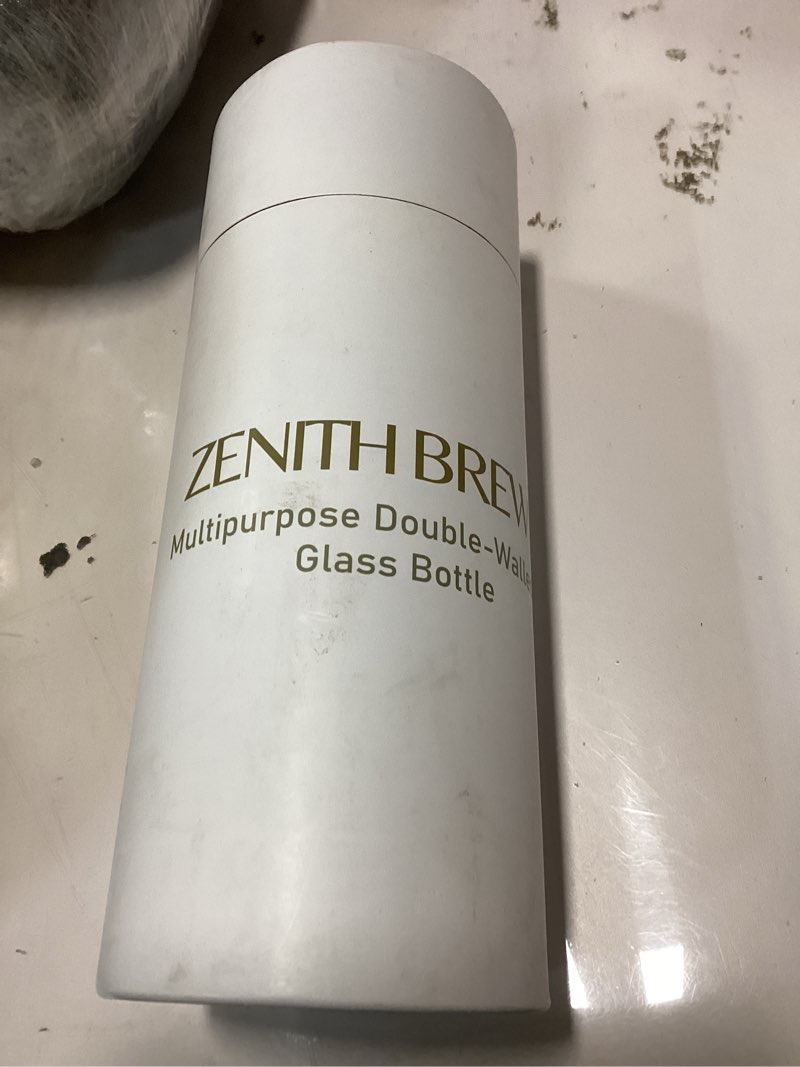 ZENITH BREW
Multipurpose Double-Walle
Glass Bottle